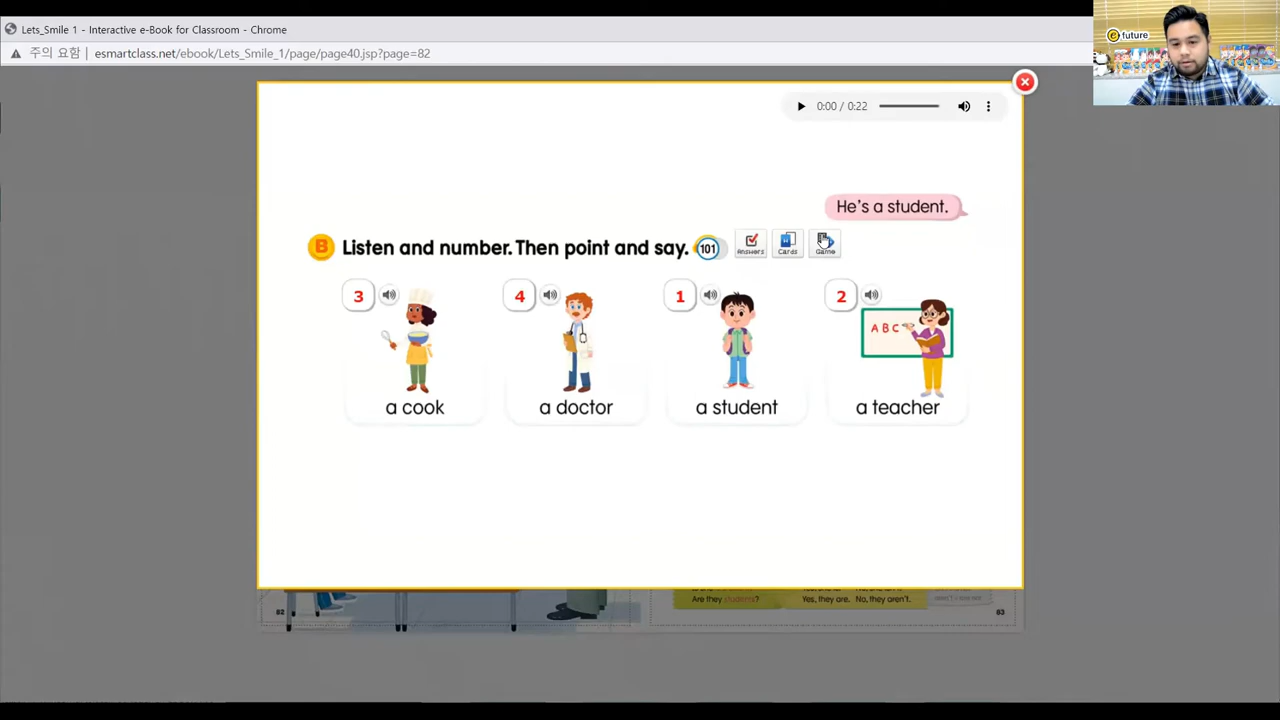 Lets_Smile 1 - Interactive e-Book for Classroom - Chrome
주의 요함 | esmartclass.net/ebook/Lets_Smile_1/page/page40.jsp?page=82
e future
0:00 / 0:22
He's a student.
B Listen and number. Then point and say. 101 Answers Cards Game
3 4 1 2
A B C
a cook a doctor a student a teacher
Are they students? Yes, they are. No, they aren't.
82 83